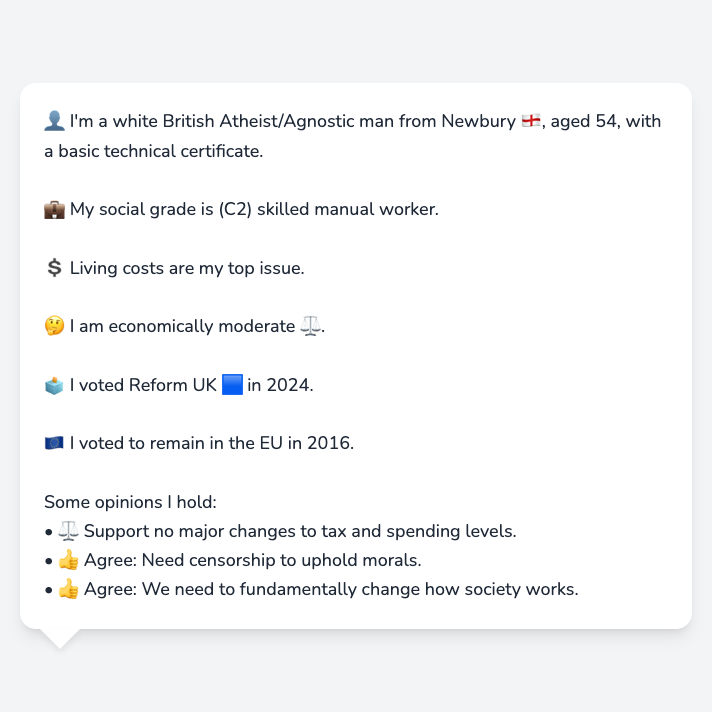 👤 I'm a white British Atheist/Agnostic man from Newbury 🏴󠁧󠁢󠁥󠁮󠁧󠁿, aged 54, with
a basic technical certificate.
💼 My social grade is (C2) skilled manual worker.
💲 Living costs are my top issue.
🤔 I am economically moderate ⚖️.
🗳️ I voted Reform UK 🟦 in 2024.
🇪🇺 I voted to remain in the EU in 2016.
Some opinions I hold:
• ⚖️ Support no major changes to tax and spending levels.
• 👍 Agree: Need censorship to uphold morals.
• 👍 Agree: We need to fundamentally change how society works.